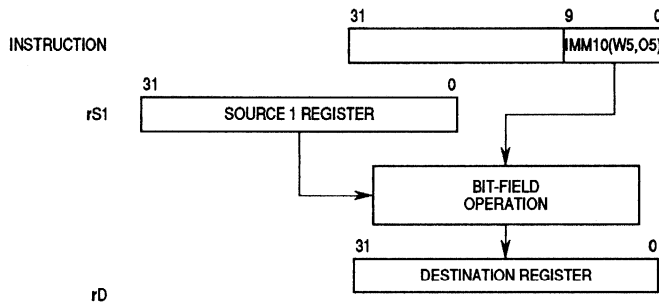 31 9 0
INSTRUCTION IMM10(W5,O5)
31 0
rS1 SOURCE 1 REGISTER
BIT-FIELD
OPERATION
31 0
DESTINATION REGISTER
rD